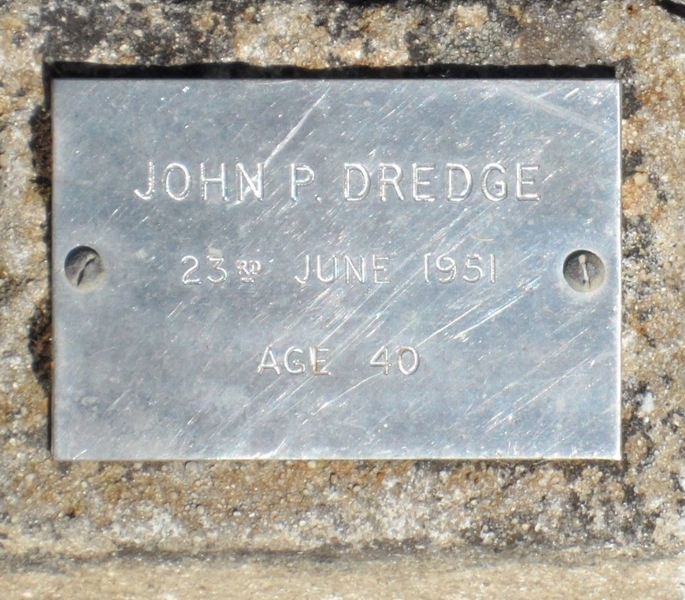 JOHN P. DREDGE
23RD JUNE 1951
AGE 40